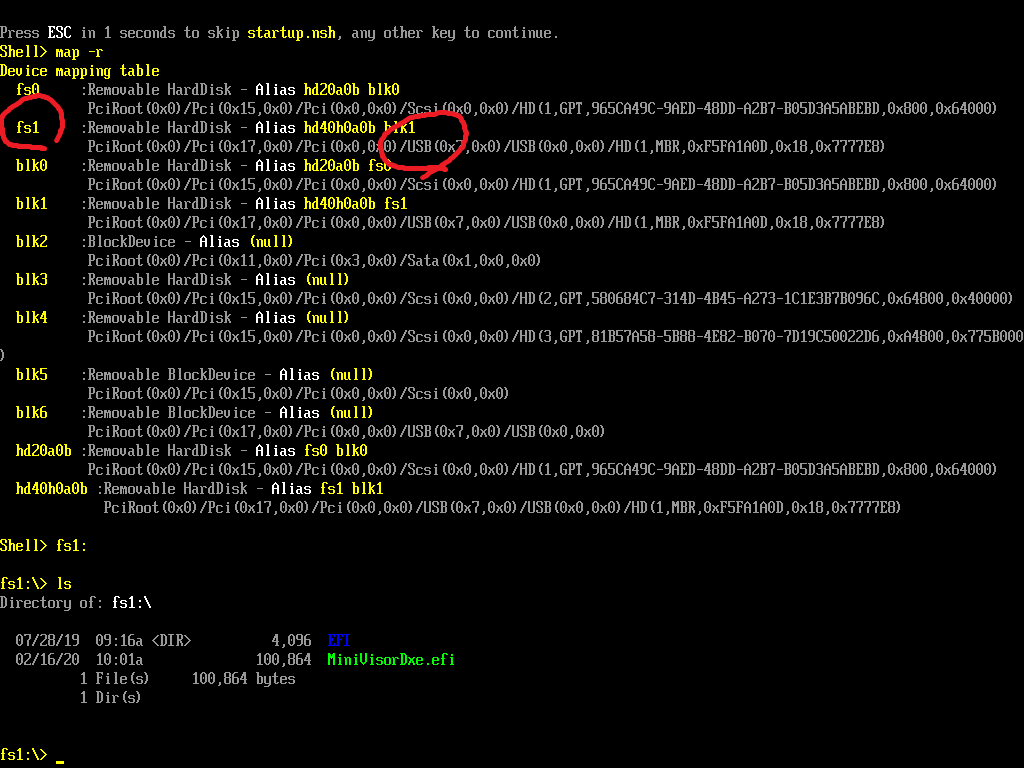 Press ESC in 1 seconds to skip startup.nsh, any other key to continue.
Shell> map -r
Device mapping table
fs0 :Removable HardDisk - Alias hd20a0b blk0
PciRoot(0x0)/Pci(0x15,0x0)/Pci(0x0,0x0)/Scsi(0x0,0x0)/HD(1,GPT,965CA49C-9AED-48DD-A2B7-B05D3A5ABEBD,0x800,0x64000)
fs1 :Removable HardDisk - Alias hd40h0a0b blk1
PciRoot(0x0)/Pci(0x17,0x0)/Pci(0x0,0x0)/USB(0x7,0x0)/USB(0x0,0x0)/HD(1,MBR,0xF5FA1A0D,0x18,0x7777E8)
blk0 :Removable HardDisk - Alias hd20a0b fs0
PciRoot(0x0)/Pci(0x15,0x0)/Pci(0x0,0x0)/Scsi(0x0,0x0)/HD(1,GPT,965CA49C-9AED-48DD-A2B7-B05D3A5ABEBD,0x800,0x64000)
blk1 :Removable HardDisk - Alias hd40h0a0b fs1
PciRoot(0x0)/Pci(0x17,0x0)/Pci(0x0,0x0)/USB(0x7,0x0)/USB(0x0,0x0)/HD(1,MBR,0xF5FA1A0D,0x18,0x7777E8)
blk2 :BlockDevice - Alias (null)
PciRoot(0x0)/Pci(0x11,0x0)/Pci(0x3,0x0)/Sata(0x1,0x0,0x0)
blk3 :Removable HardDisk - Alias (null)
PciRoot(0x0)/Pci(0x15,0x0)/Pci(0x0,0x0)/Scsi(0x0,0x0)/HD(2,GPT,580684C7-314D-4B45-A273-1C1E3B7B096C,0x64800,0x40000)
blk4 :Removable HardDisk - Alias (null)
PciRoot(0x0)/Pci(0x15,0x0)/Pci(0x0,0x0)/Scsi(0x0,0x0)/HD(3,GPT,81B57A58-5B88-4E82-B070-7D19C50022D6,0xA4800,0x775B000
)
blk5 :Removable BlockDevice - Alias (null)
PciRoot(0x0)/Pci(0x15,0x0)/Pci(0x0,0x0)/Scsi(0x0,0x0)
blk6 :Removable BlockDevice - Alias (null)
PciRoot(0x0)/Pci(0x17,0x0)/Pci(0x0,0x0)/USB(0x7,0x0)/USB(0x0,0x0)
hd20a0b :Removable HardDisk - Alias fs0 blk0
PciRoot(0x0)/Pci(0x15,0x0)/Pci(0x0,0x0)/Scsi(0x0,0x0)/HD(1,GPT,965CA49C-9AED-48DD-A2B7-B05D3A5ABEBD,0x800,0x64000)
hd40h0a0b :Removable HardDisk - Alias fs1 blk1
PciRoot(0x0)/Pci(0x17,0x0)/Pci(0x0,0x0)/USB(0x7,0x0)/USB(0x0,0x0)/HD(1,MBR,0xF5FA1A0D,0x18,0x7777E8)
Shell> fs1:
fs1:\> ls
Directory of: fs1:\
07/28/19 09:16a <DIR> 4,096 EFI
02/16/20 10:01a 100,864 MiniVisorDxe.efi
1 File(s) 100,864 bytes
1 Dir(s)
fs1:\> _